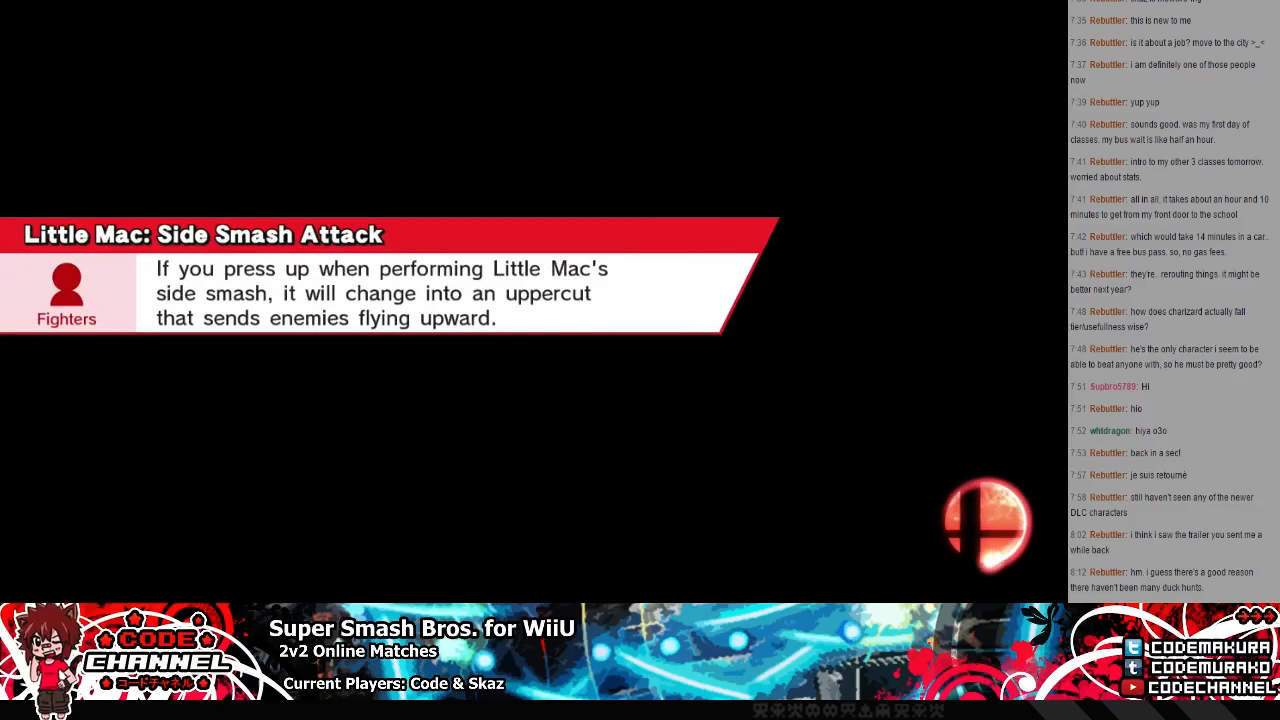 7:35 Rebuttler: this is new to me
7:36 Rebuttler: is it about a job? move to the city >_<
7:37 Rebuttler: i am definitely one of those people
now
7:39 Rebuttler: yup yup
7:40 Rebuttler: sounds good. was my first day of
classes. my bus wait is like half an hour.
7:41 Rebuttler: intro to my other 3 classes tomorrow.
worried about stats.
7:41 Rebuttler: all in all, it takes about an hour and 10
minutes to get from my front door to the school
7:42 Rebuttler: which would take 14 minutes in a car..
but! i have a free bus pass. so, no gas fees.
7:43 Rebuttler: they're.. rerouting things. it might be
better next year?
7:48 Rebuttler: how does charizard actually fall
tier/usefullness wise?
7:48 Rebuttler: he's the only character i seem to be
able to beat anyone with, so he must be pretty good?
7:51 Supbro5789: Hi
7:51 Rebuttler: hio
7:52 whtdragon: hiya o3o
7:53 Rebuttler: back in a sec!
7:57 Rebuttler: je suis retourné
7:58 Rebuttler: still haven't seen any of the newer
DLC characters
8:02 Rebuttler: i think i saw the trailer you sent me a
while back
8:12 Rebuttler: hm. i guess there's a good reason
there haven't been many duck hunts.
Little Mac: Side Smash Attack
Fighters
If you press up when performing Little Mac's
side smash, it will change into an uppercut
that sends enemies flying upward.
CODE
CHANNEL
コードチャンネル
Super Smash Bros. for WiiU
2v2 Online Matches
Current Players: Code & Skaz
CODEMAKURA
CODEMURAKO
CODECHANNEL